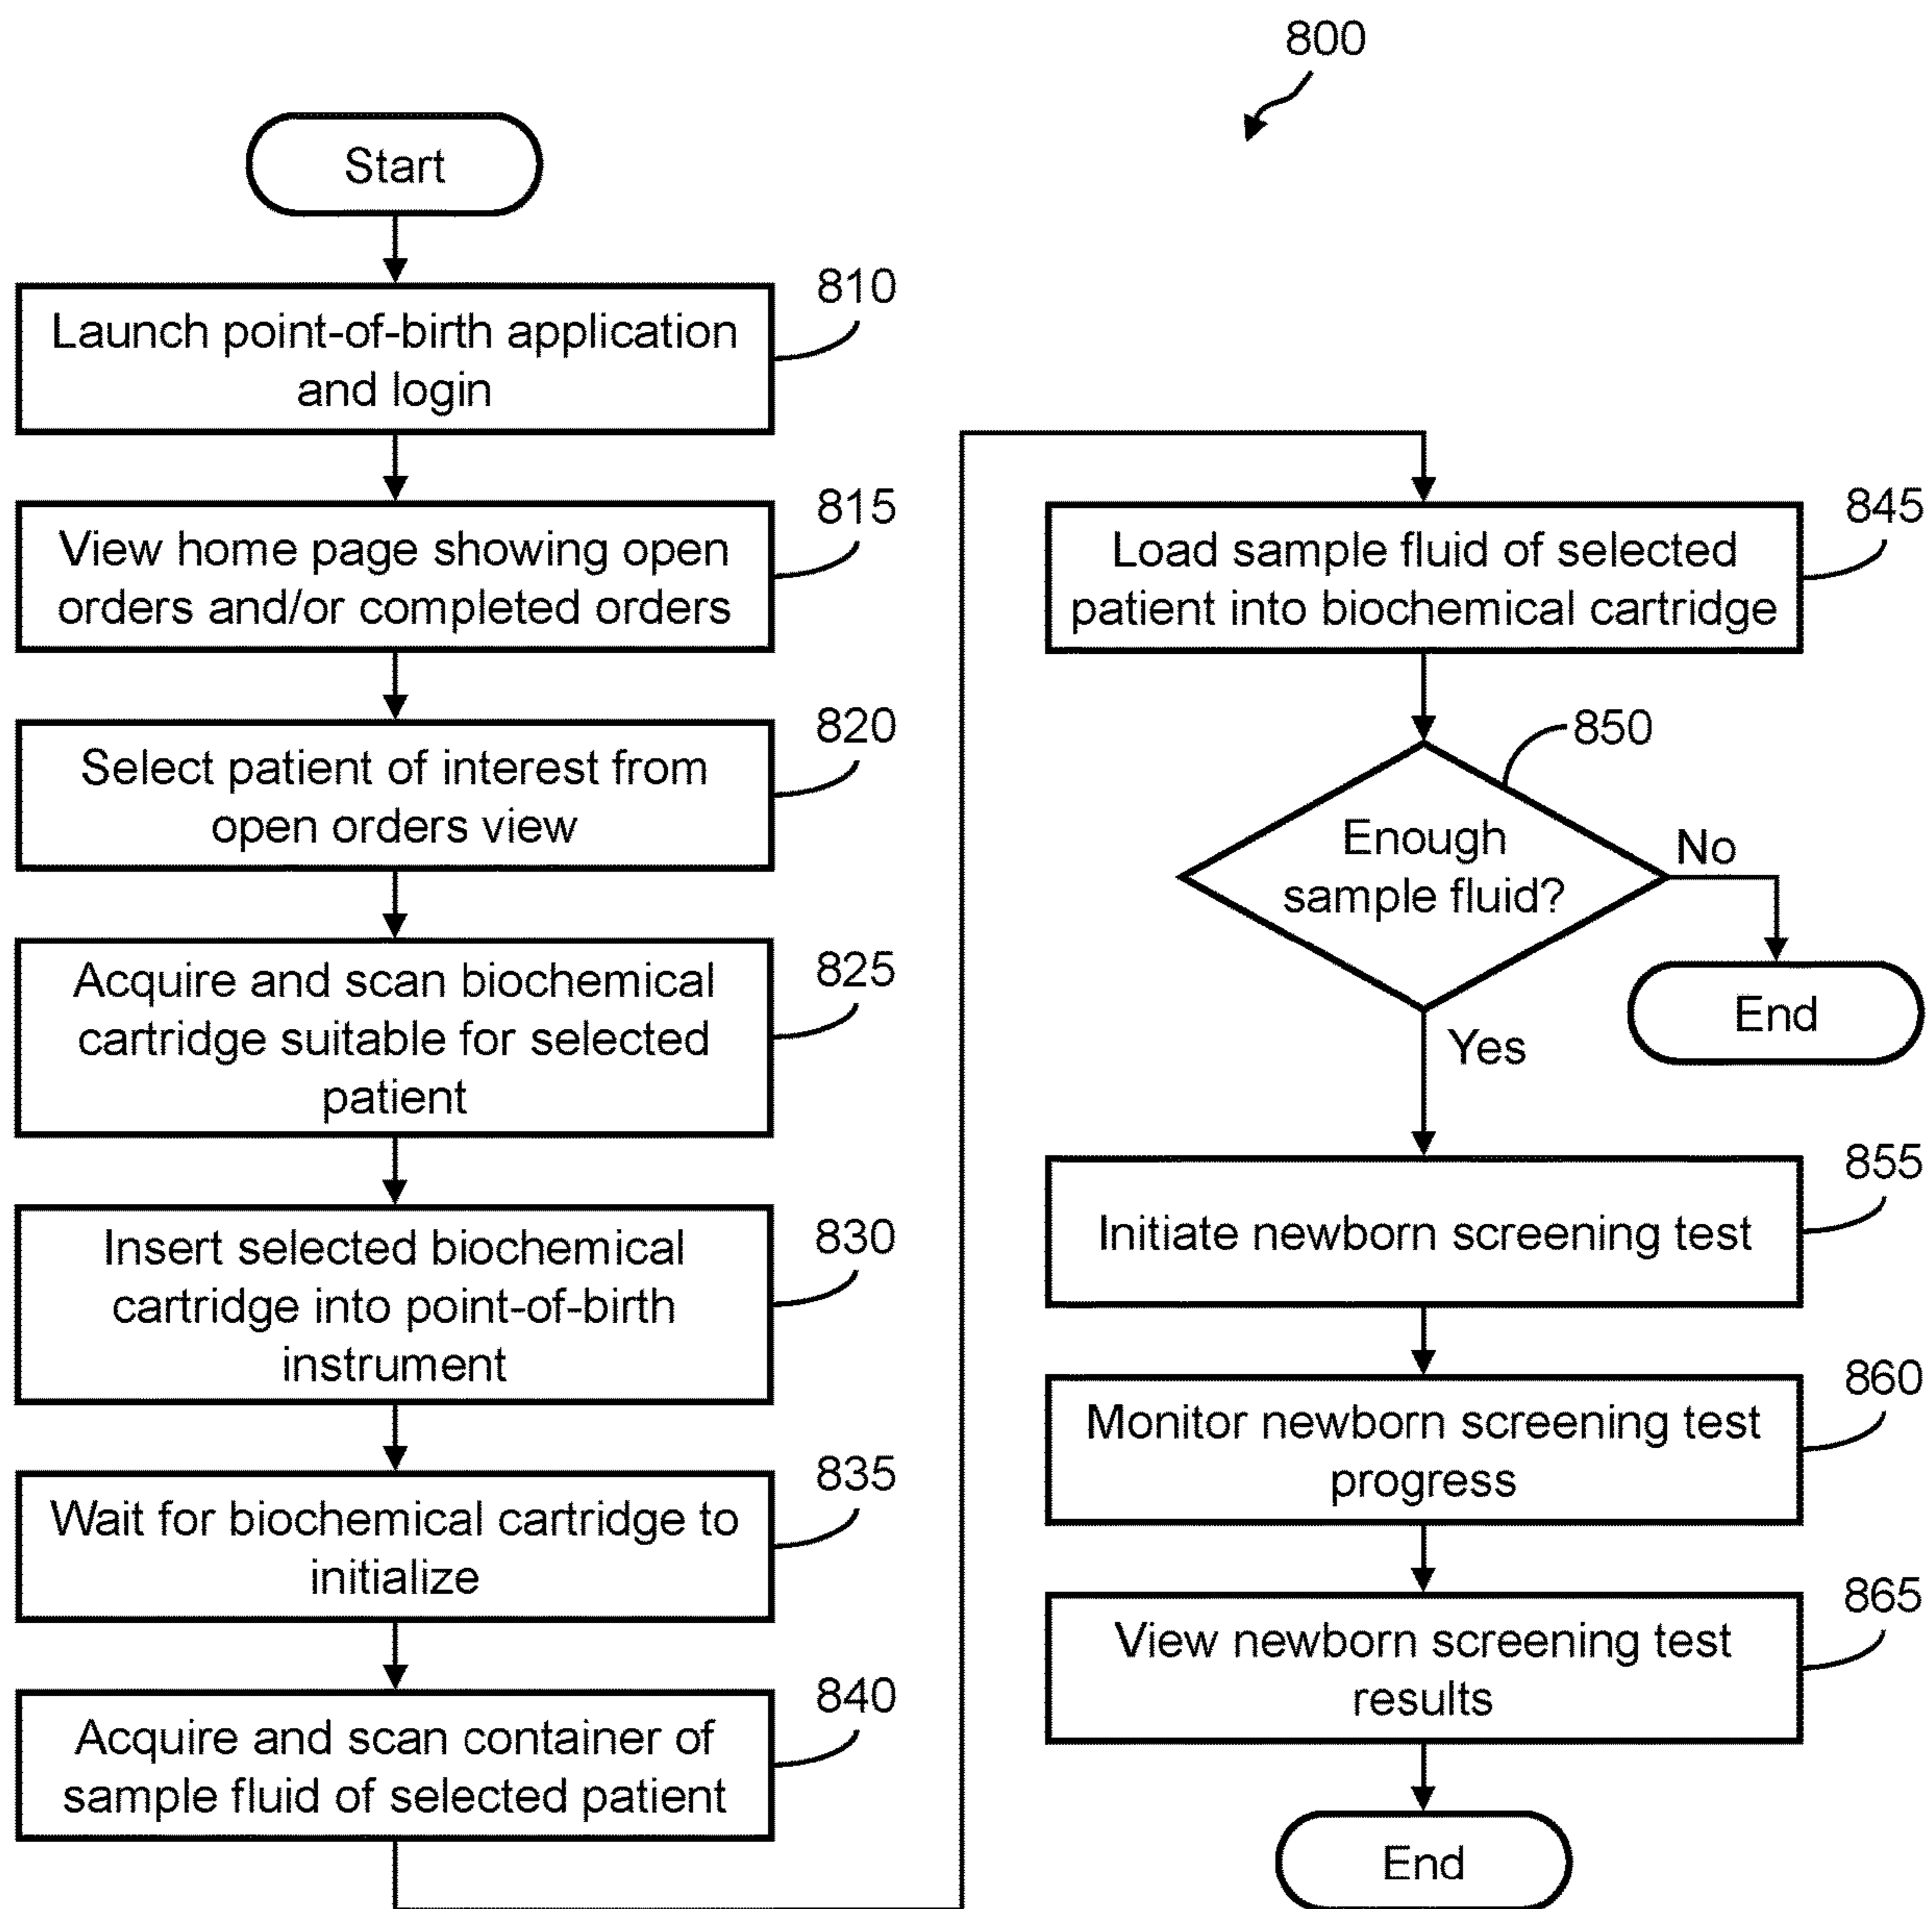 800
Start
810
Launch point-of-birth application
and login
815
View home page showing open
orders and/or completed orders
820
Select patient of interest from
open orders view
825
Acquire and scan biochemical
cartridge suitable for selected
patient
830
Insert selected biochemical
cartridge into point-of-birth
instrument
835
Wait for biochemical cartridge to
initialize
840
Acquire and scan container of
sample fluid of selected patient
845
Load sample fluid of selected
patient into biochemical cartridge
850
Enough
sample fluid?
No
End
Yes
855
Initiate newborn screening test
860
Monitor newborn screening test
progress
865
View newborn screening test
results
End